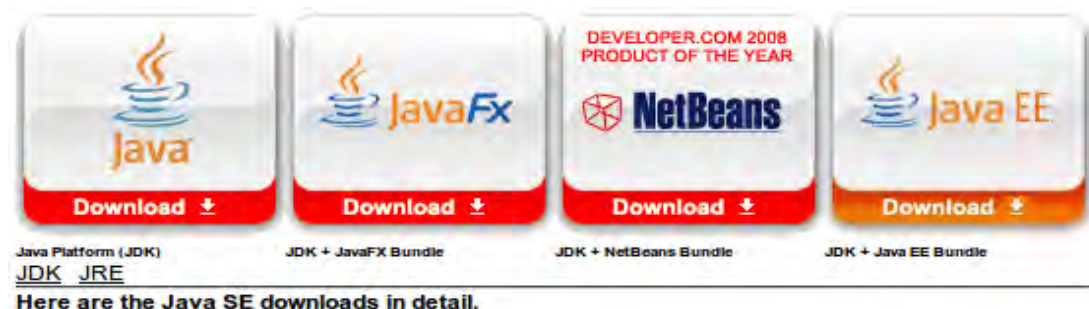 DEVELOPER.COM 2008
PRODUCT OF THE YEAR
Java
JavaFx
NetBeans
Java EE
Download
Download
Download
Download
Java Platform (JDK)
JDK + JavaFX Bundle
JDK + NetBeans Bundle
JDK + Java EE Bundle
JDK JRE
Here are the Java SE downloads in detail.